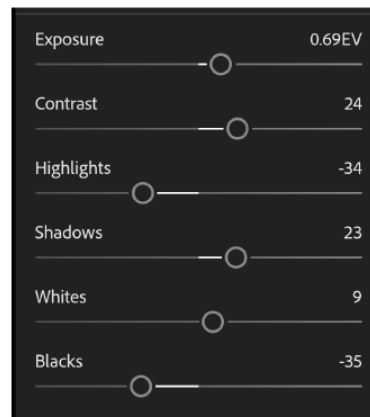 Exposure 0.69EV
Contrast 24
Highlights -34
Shadows 23
Whites 9
Blacks -35